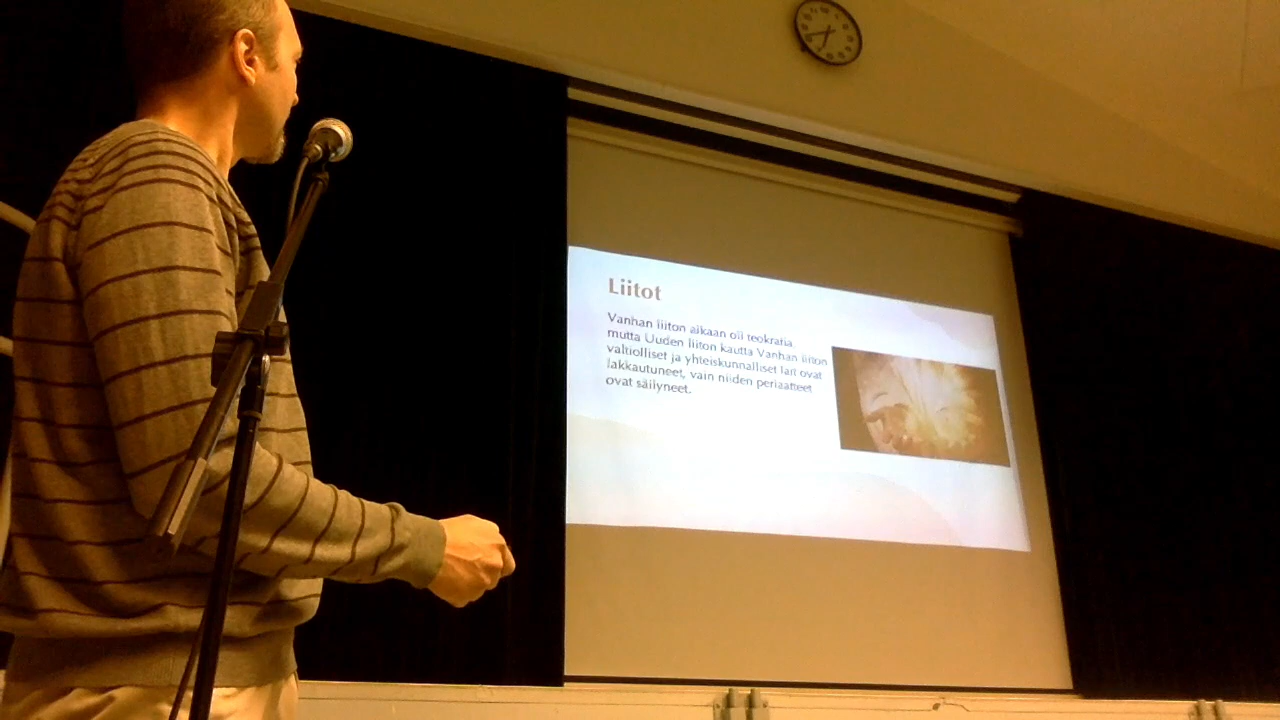 Liitot
Vanhan liiton aikaan oli teokratia,
mutta Uuden liiton kautta Vanhan liiton
valtiolliset ja yhteiskunnalliset lait ovat
lakkautuneet, vain niiden periaatteet
ovat säilyneet.